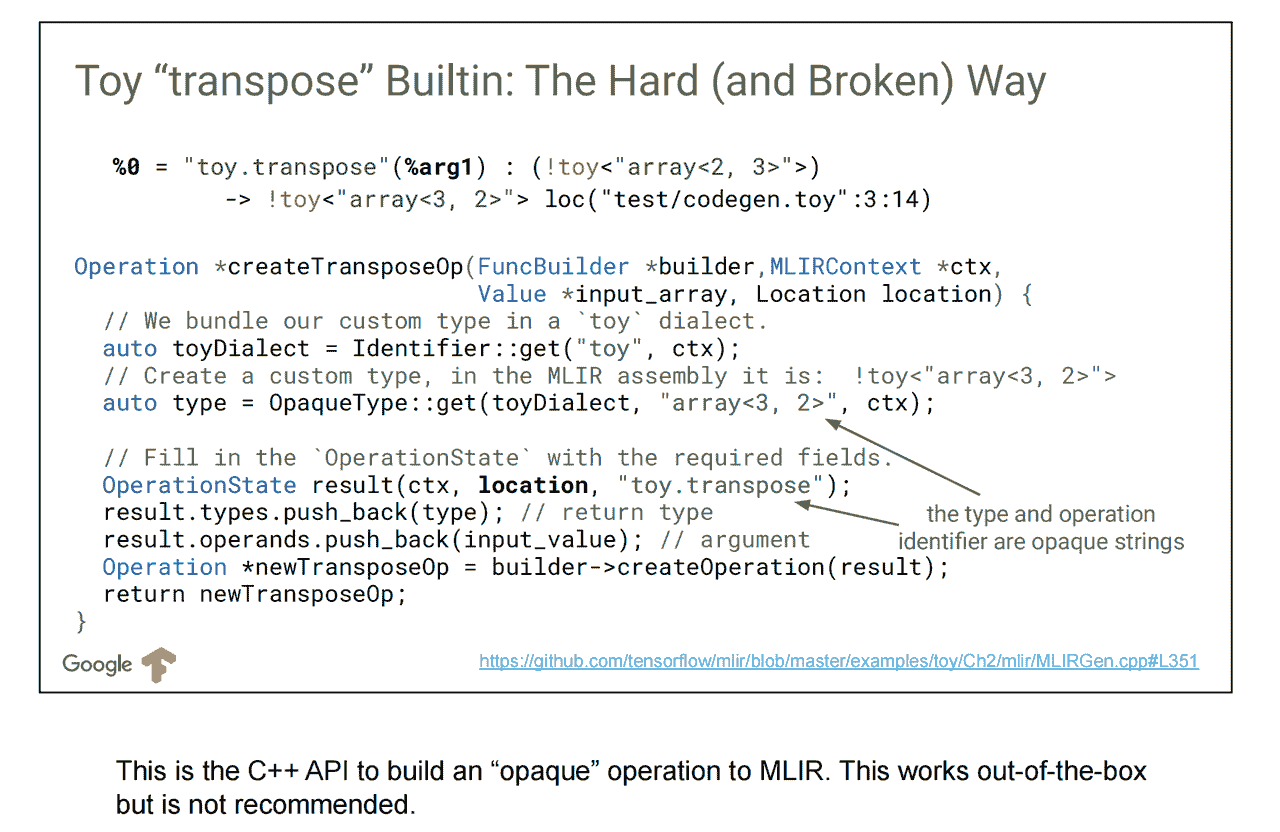 Toy “transpose” Builtin: The Hard (and Broken) Way
%0 = "toy.transpose"(%arg1) : (!toy<"array<2, 3>">)
-> !toy<"array<3, 2>"> loc("test/codegen.toy":3:14)
Operation *createTransposeOp(FuncBuilder *builder,MLIRContext *ctx,
Value *input_array, Location location) {
// We bundle our custom type in a `toy` dialect.
auto toyDialect = Identifier::get("toy", ctx);
// Create a custom type, in the MLIR assembly it is:  !toy<"array<3, 2>">
auto type = OpaqueType::get(toyDialect, "array<3, 2>", ctx);
// Fill in the `OperationState` with the required fields.
OperationState result(ctx, location, "toy.transpose");
result.types.push_back(type); // return type
result.operands.push_back(input_value); // argument
Operation *newTransposeOp = builder->createOperation(result);
return newTransposeOp;
}
the type and operation
identifier are opaque strings
Google
https://github.com/tensorflow/mlir/blob/master/examples/toy/Ch2/mlir/MLIRGen.cpp#L351
This is the C++ API to build an “opaque” operation to MLIR. This works out-of-the-box
but is not recommended.